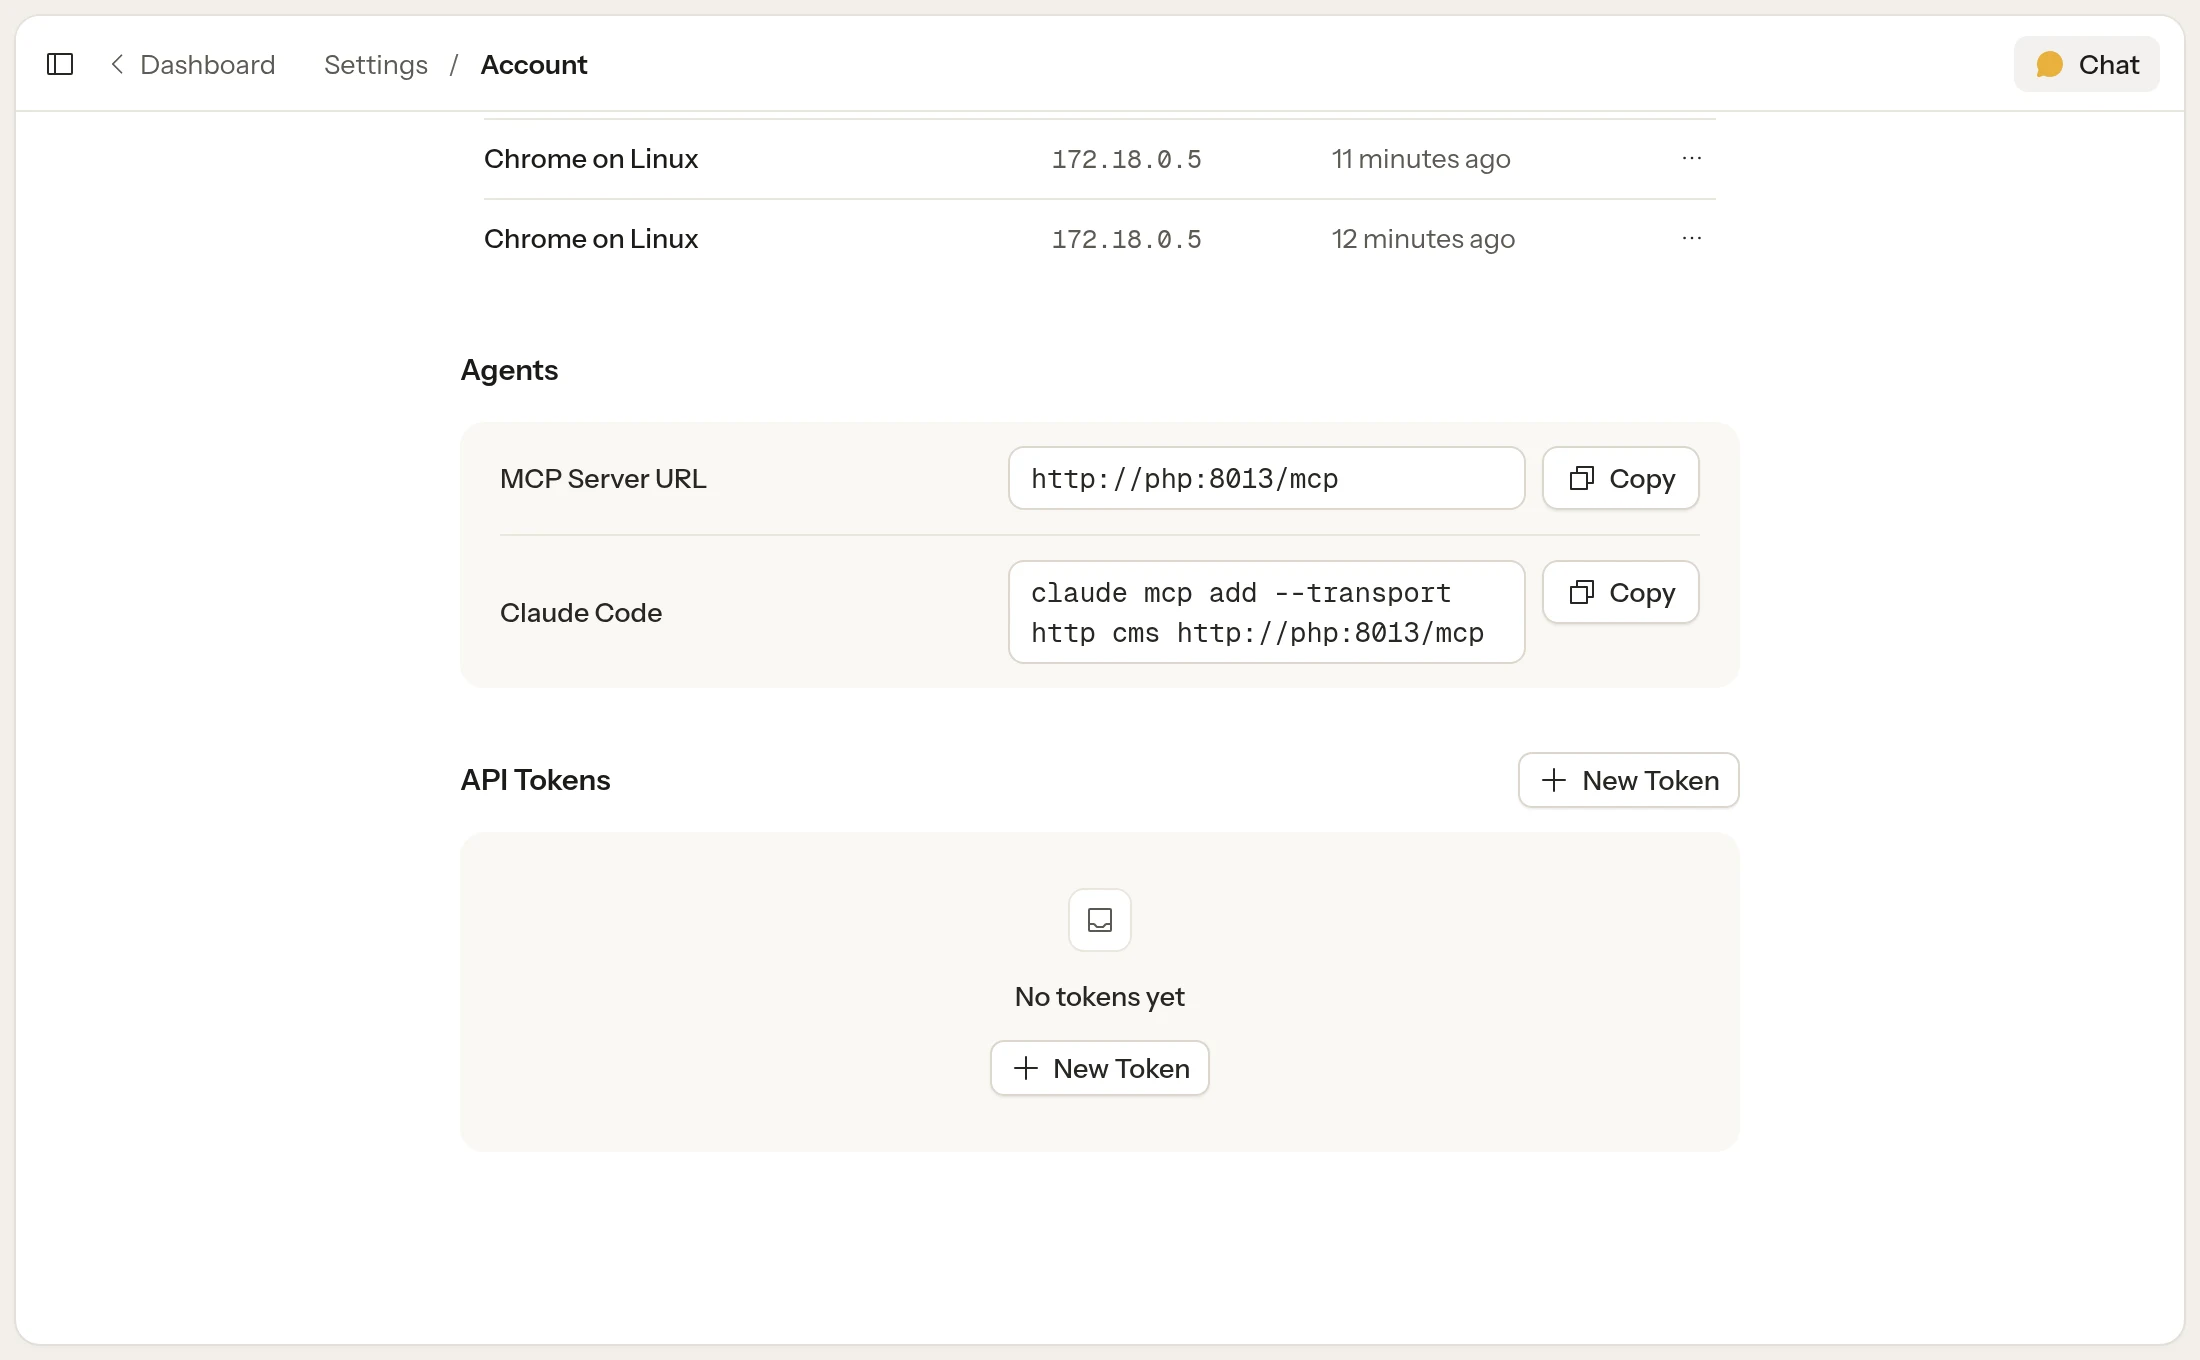 Dashboard Settings / Account Chat
Chrome on Linux 172.18.0.5 11 minutes ago ...
Chrome on Linux 172.18.0.5 12 minutes ago ...
Agents
MCP Server URL http://php:8013/mcp Copy
Claude Code claude mcp add --transport Copy
http cms http://php:8013/mcp
API Tokens New Token
No tokens yet
New Token